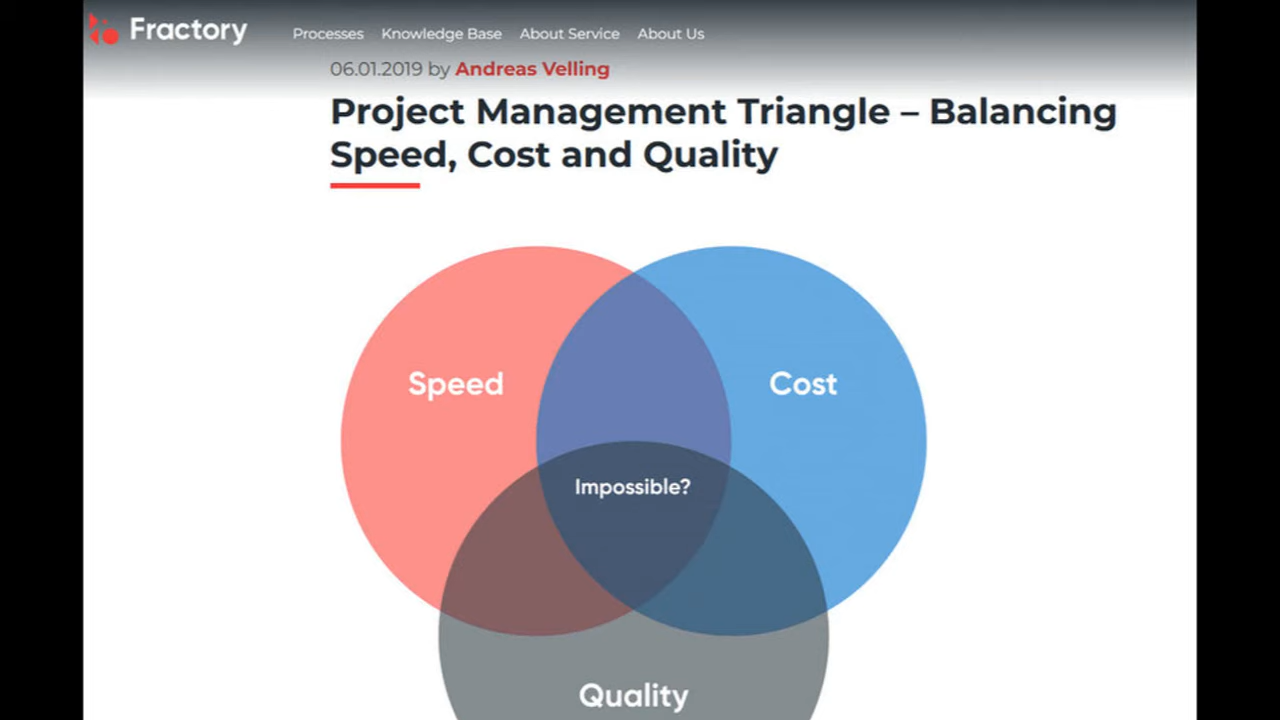 Fractory
Processes Knowledge Base About Service About Us
06.01.2019 by Andreas Velling
Project Management Triangle – Balancing
Speed, Cost and Quality
Speed
Cost
Impossible?
Quality